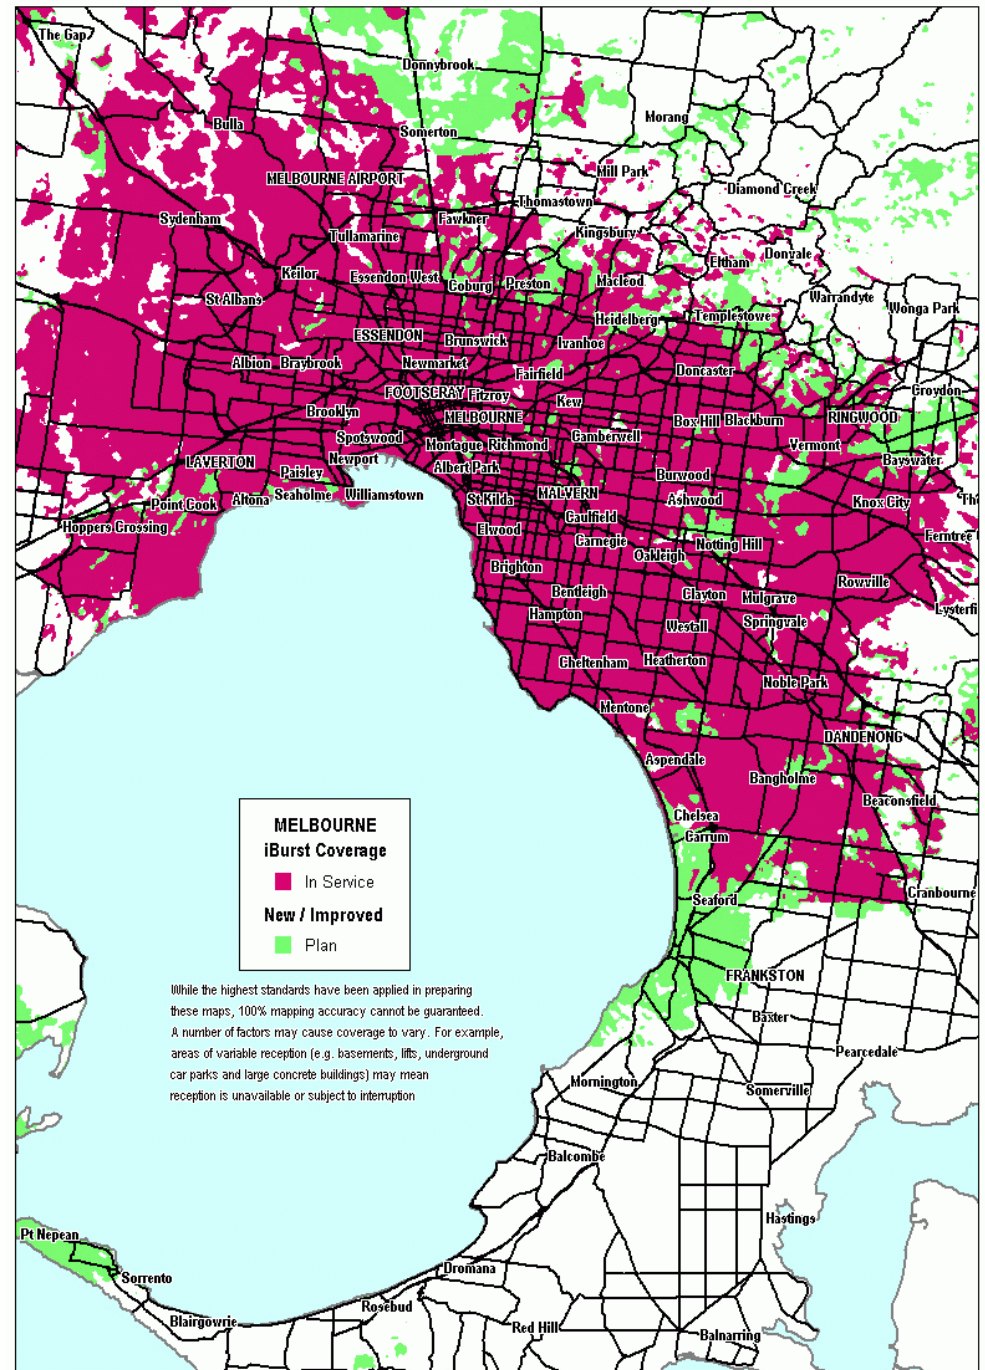 The Gap
Donnybrook
Morang
Bulla
Somerton
MELBOURNE AIRPORT
Mill Park
Diamond Creek
Thomastown
Sydenham
Fawkner
Tullamarine
Kingsbury
Donvale
Eltham
Keilor
Essendon West
Coburg
Preston
Macleod
St Albans
Warrandyte
Wonga Park
Heidelberg
Templestowe
ESSENDON
Brunswick
Ivanhoe
Albion
Braybrook
Newmarket
Fairfield
Doncaster
FOOTSCRAY
Fitzroy
Croydon
Brooklyn
MELBOURNE
Kew
Box Hill
Blackburn
RINGWOOD
Spotswood
Montague
Richmond
Camberwell
Vermont
LAVERTON
Newport
Albert Park
Bayswater
Paisley
Burwood
Point Cook
Altona
Seaholme
Williamstown
St Kilda
MALVERN
Ashwood
Knox City
Th
Hoppers Crossing
Elwood
Caulfield
Carnegie
Notting Hill
Ferntree
Oakleigh
Brighton
Rowville
Bentleigh
Clayton
Mulgrave
Hampton
Lysterfi
Westall
Springvale
Cheltenham
Heatherton
Noble Park
Mentone
DANDENONG
Aspendale
Bangholme
Beaconsfield
Chelsea
Carrum
Cranbourne
Seaford
MELBOURNE
iBurst Coverage
In Service
New / Improved
Plan
FRANKSTON
While the highest standards have been applied in preparing
these maps, 100% mapping accuracy cannot be guaranteed.
A number of factors may cause coverage to vary. For example,
areas of variable reception (e.g. basements, lifts, underground
car parks and large concrete buildings) may mean
reception is unavailable or subject to interruption
Baxter
Pearcedale
Mornington
Somerville
Balcombe
Hastings
Pt Nepean
Sorrento
Dromana
Rosebud
Blairgowrie
Red Hill
Balnarring